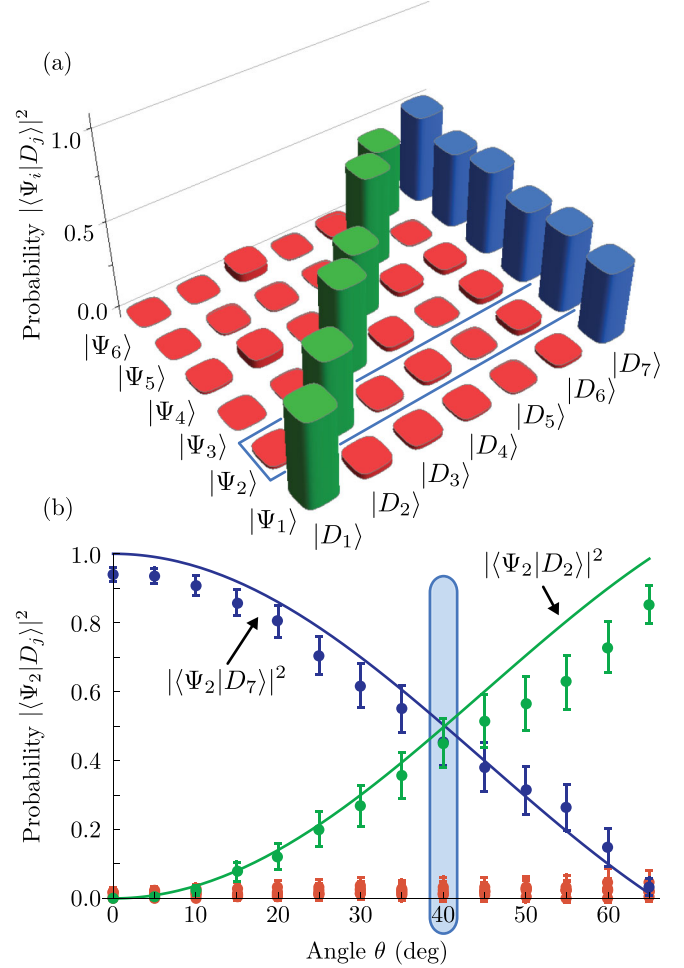 (a)
Probability |⟨Ψ_i|D_j⟩|^2
1.0
0.5
0.0
|Ψ_6⟩
|Ψ_5⟩
|Ψ_4⟩
|Ψ_3⟩
|Ψ_2⟩
|Ψ_1⟩
|D_1⟩
|D_2⟩
|D_3⟩
|D_4⟩
|D_5⟩
|D_6⟩
|D_7⟩
(b)
Probability |⟨Ψ_2|D_j⟩|^2
1.0
0.8
0.6
0.4
0.2
0.0
|⟨Ψ_2|D_2⟩|^2
|⟨Ψ_2|D_7⟩|^2
0 10 20 30 40 50 60
Angle θ (deg)